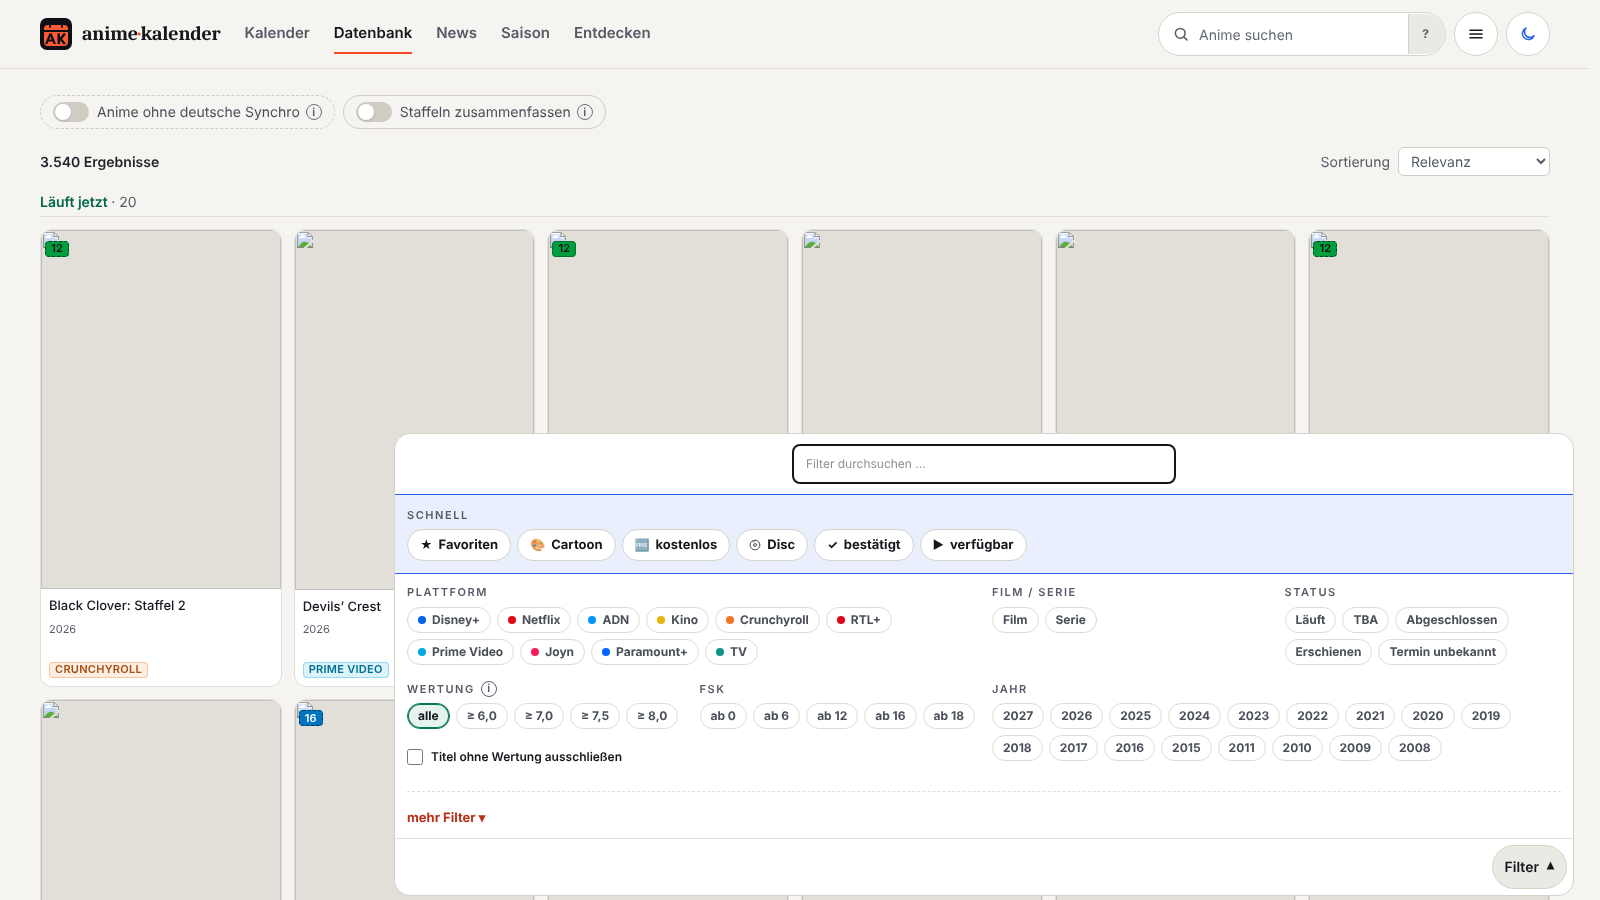 AK anime·kalender Kalender Datenbank News Saison Entdecken Anime suchen ?
Anime ohne deutsche Synchro i Staffeln zusammenfassen i
3.540 Ergebnisse Sortierung Relevanz
Läuft jetzt · 20
12 12 12
Filter durchsuchen ...
SCHNELL
★ Favoriten 🎨 Cartoon 🆓 kostenlos Disc ✓ bestätigt ▶ verfügbar
PLATTFORM FILM / SERIE STATUS
Disney+ Netflix ADN Kino Crunchyroll RTL+ Film Serie Läuft TBA Abgeschlossen
Prime Video Joyn Paramount+ TV Erschienen Termin unbekannt
WERTUNG i FSK JAHR
alle ≥ 6,0 ≥ 7,0 ≥ 7,5 ≥ 8,0 ab 0 ab 6 ab 12 ab 16 ab 18 2027 2026 2025 2024 2023 2022 2021 2020 2019
2018 2017 2016 2015 2011 2010 2009 2008
Titel ohne Wertung ausschließen
mehr Filter ▾
Filter ▲
Black Clover: Staffel 2
2026
CRUNCHYROLL
Devils’ Crest
2026
PRIME VIDEO
16